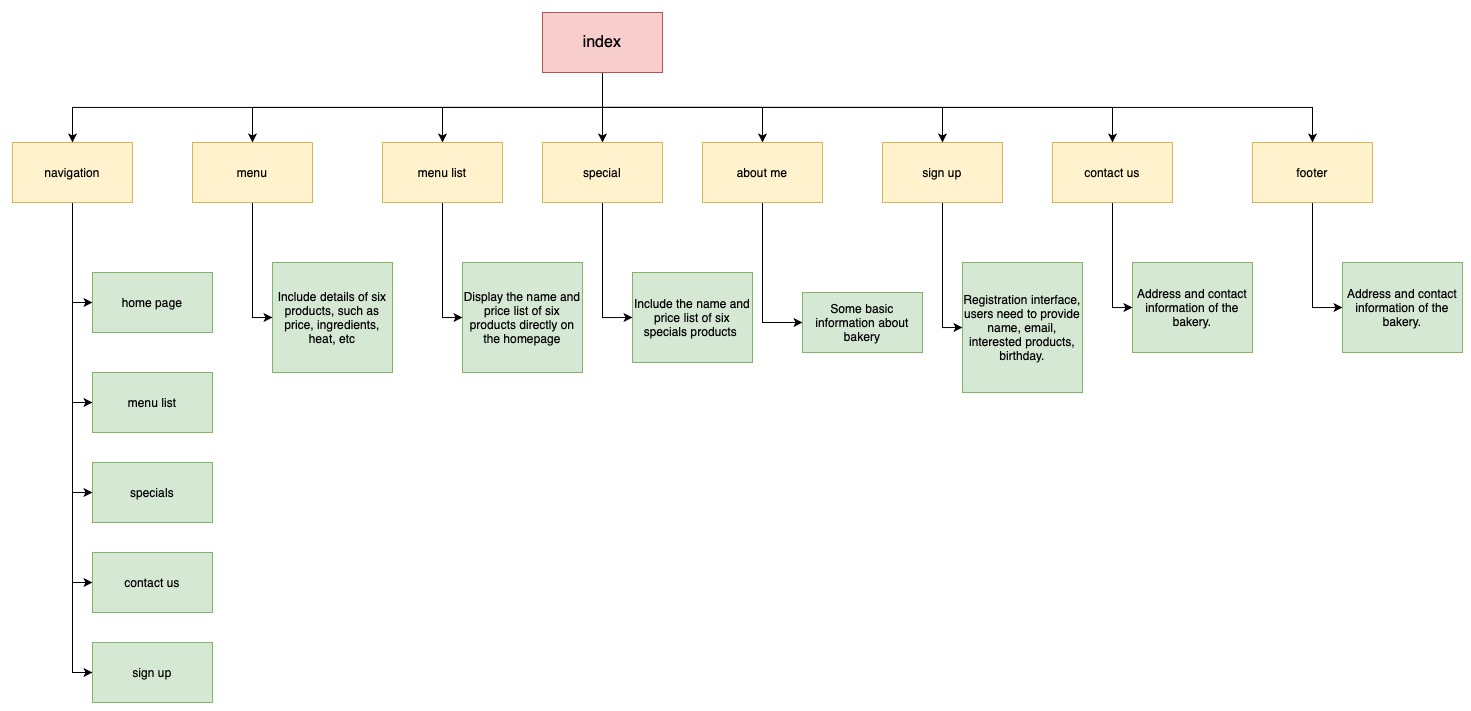 index
navigation
menu
menu list
special
about me
sign up
contact us
footer
home page
menu list
specials
contact us
sign up
Include details of six
products, such as
price, ingredients,
heat, etc
Display the name and
price list of six
products directly on
the homepage
Include the name and
price list of six
specials products
Some basic
information about
bakery
Registration interface,
users need to provide
name, email,
interested products,
birthday.
Address and contact
information of the
bakery.
Address and contact
information of the
bakery.